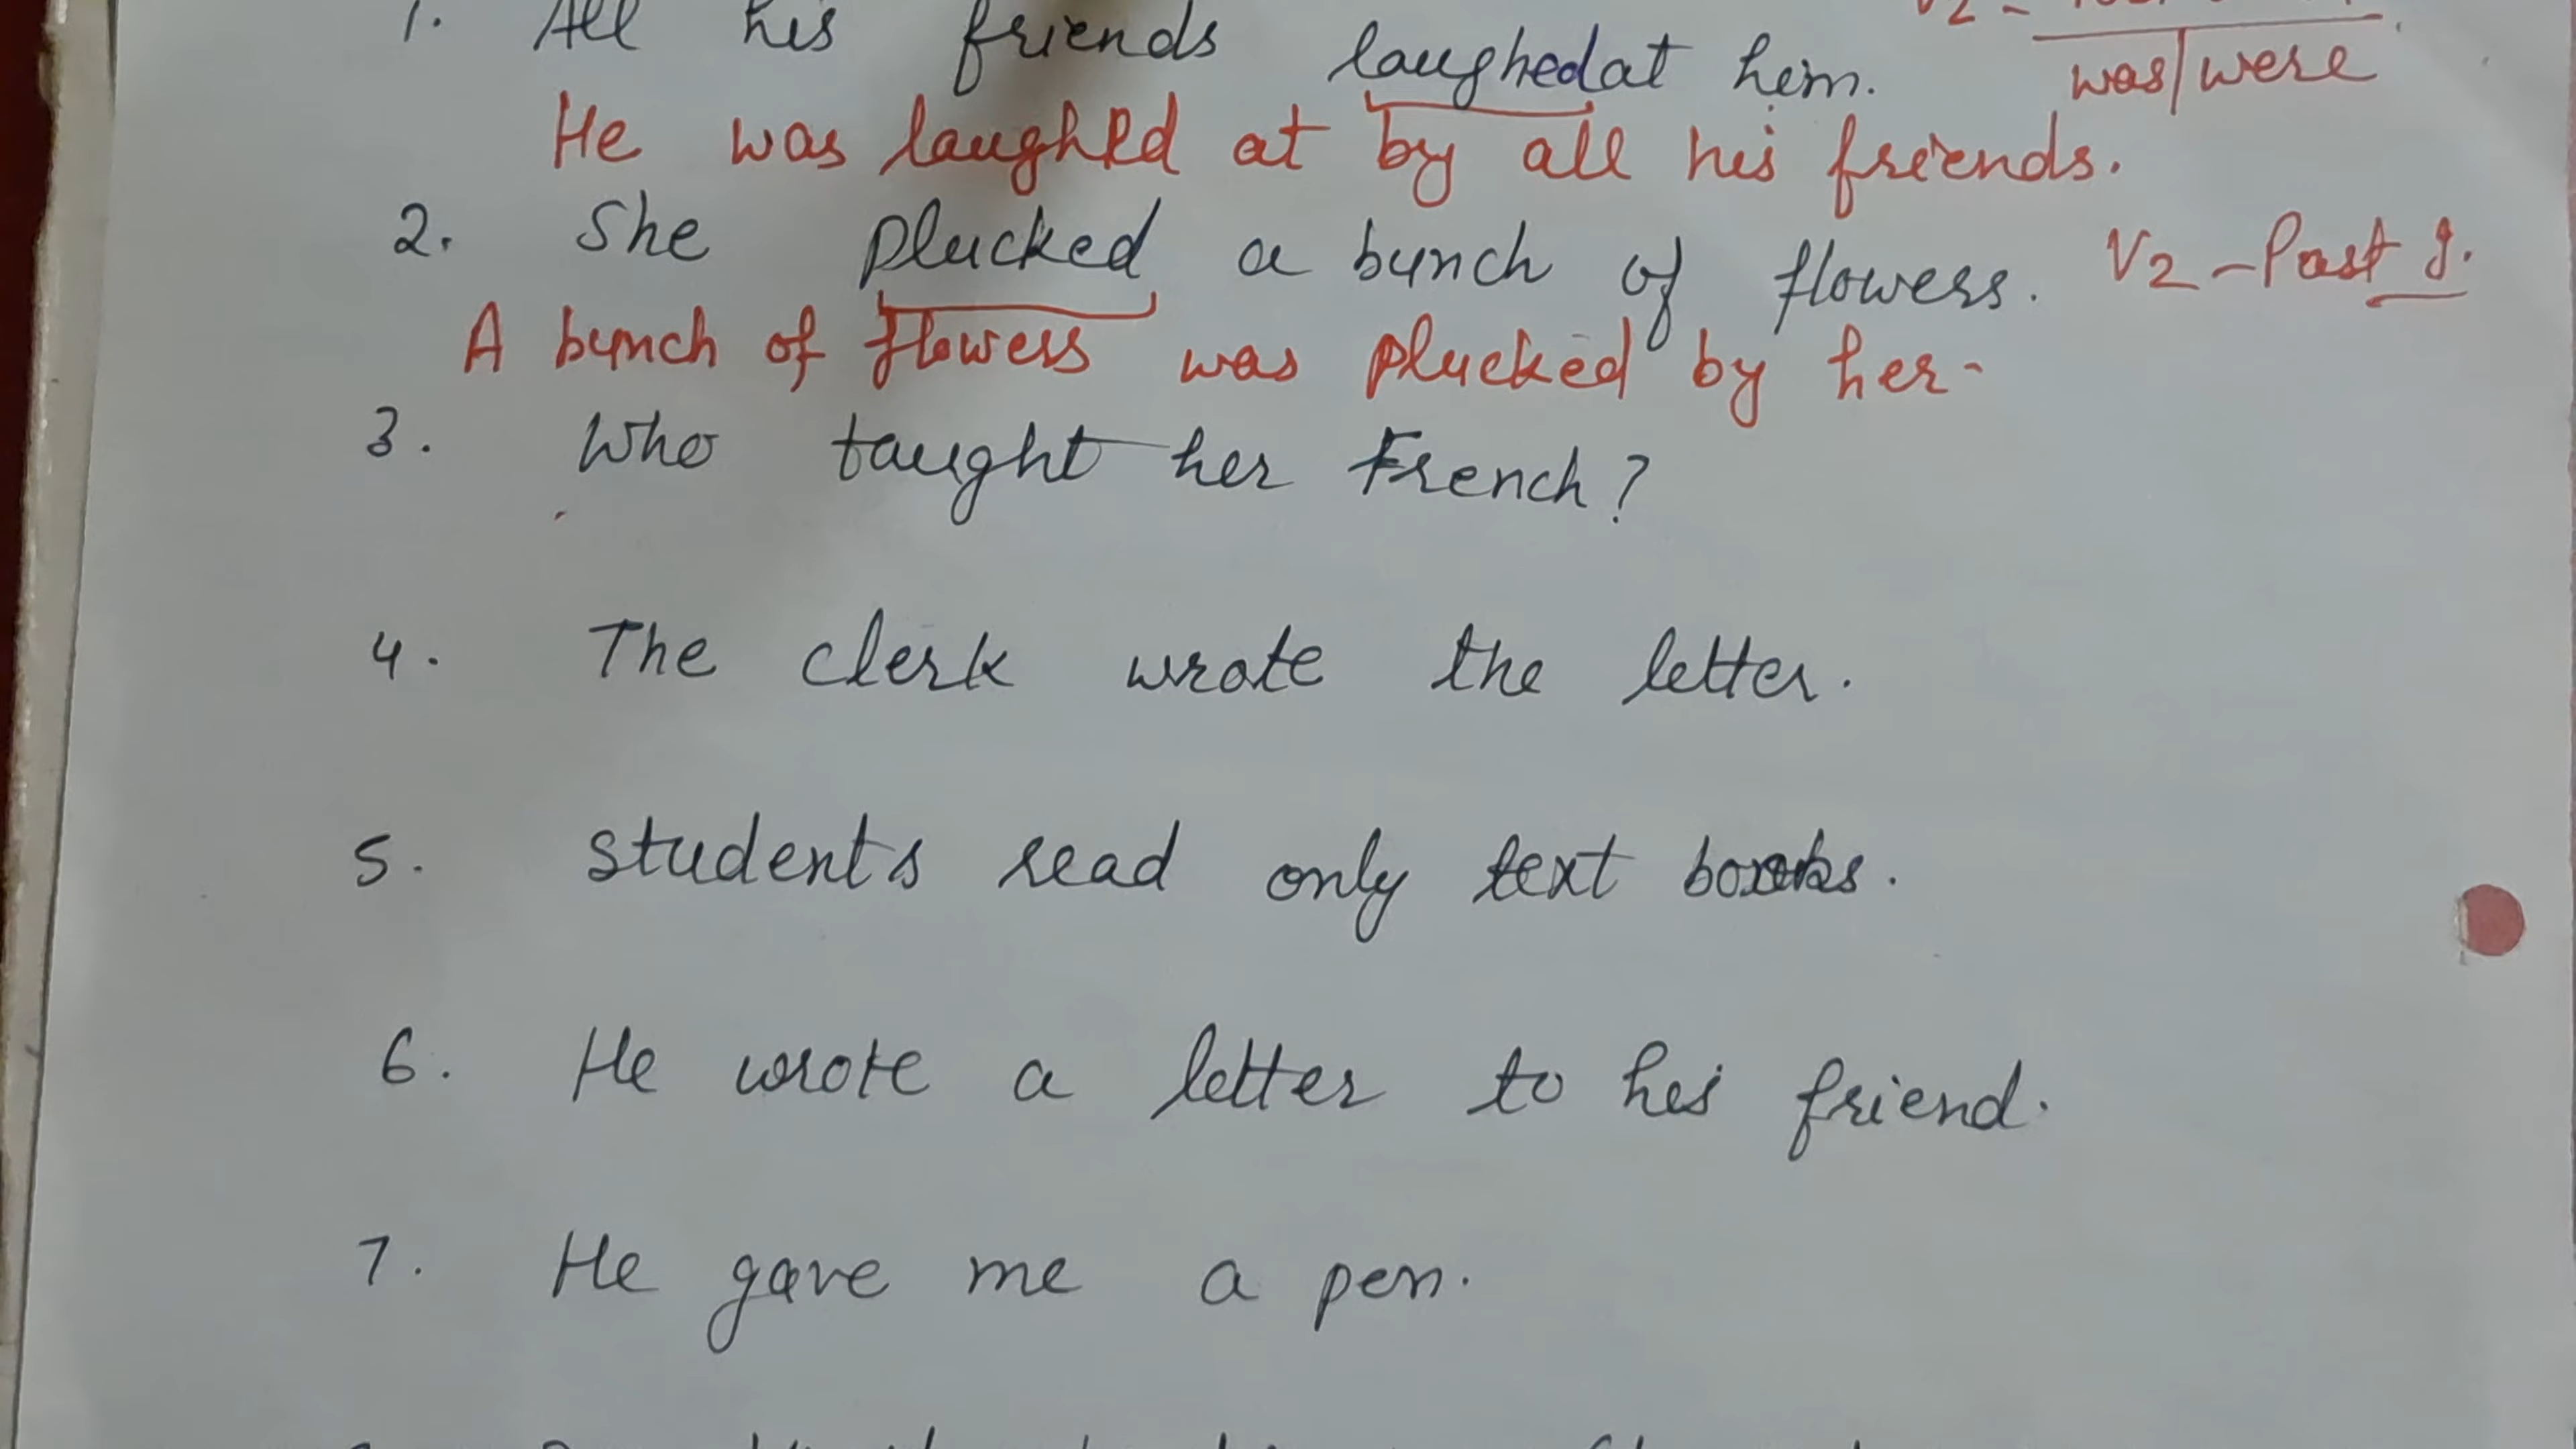 1. All his friends laughed at him. V2 -
was/were
He was laughed at by all his friends.
2. She plucked a bunch of flowers. V2 - Past I.
A bunch of flowers was plucked by her.
3. Who taught her French?
4. The clerk wrote the letter.
5. Students read only text books.
6. He wrote a letter to his friend.
7. He gave me a pen.